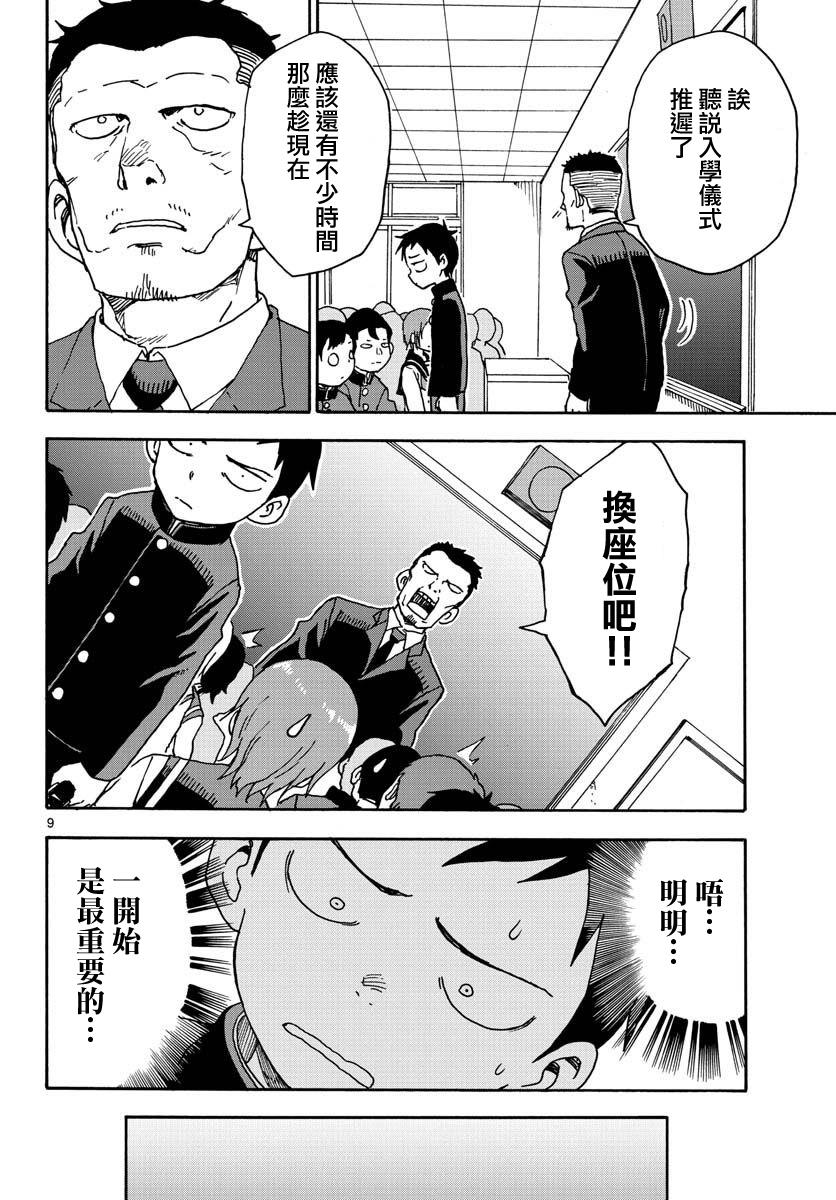 誒
聽説入學儀式
推遲了
應該還有不少時間
那麼趁現在
換座位吧!!
9
唔…
明明…
一開始
是最重要的…